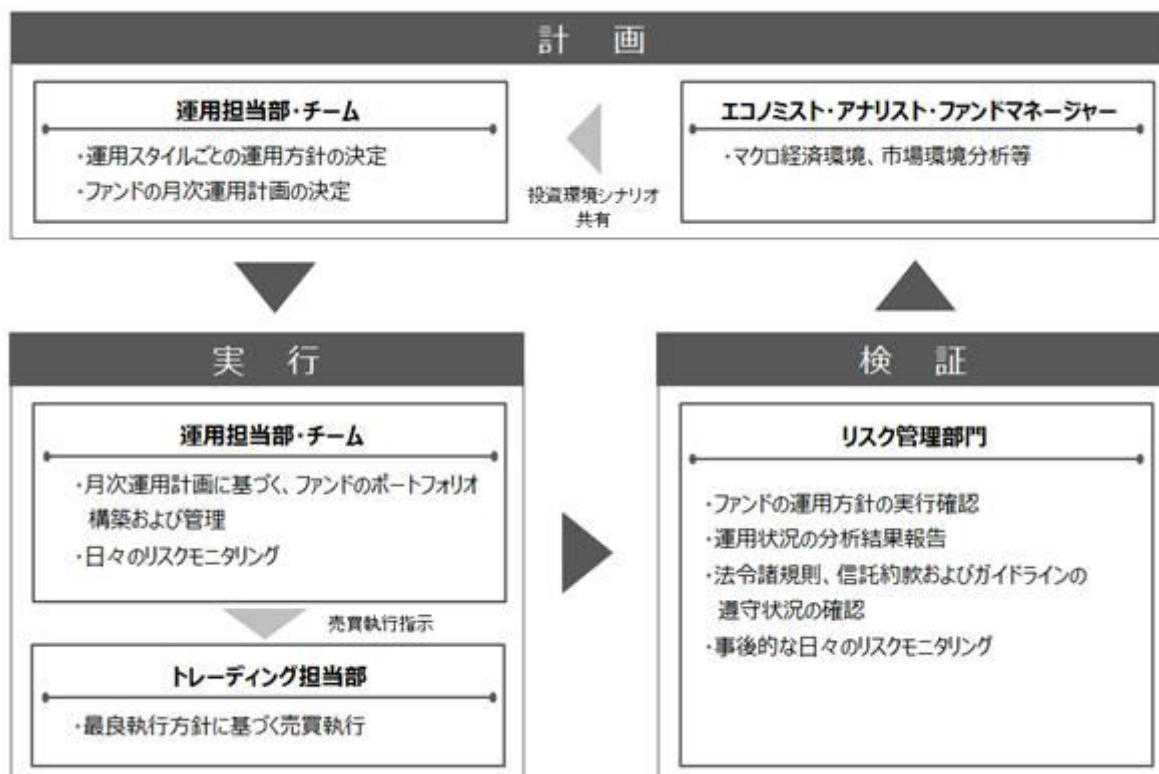 計 画
運用担当部・チーム
・運用スタイルごとの運用方針の決定
・ファンドの月次運用計画の決定
投資環境シナリオ
共有
エコノミスト・アナリスト・ファンドマネージャー
・マクロ経済環境、市場環境分析等
実 行
運用担当部・チーム
・月次運用計画に基づく、ファンドのポートフォリオ
構築および管理
・日々のリスクモニタリング
売買執行指示
トレーディング担当部
・最良執行方針に基づく売買執行
検 証
リスク管理部門
・ファンドの運用方針の実行確認
・運用状況の分析結果報告
・法令諸規則、信託約款およびガイドラインの
遵守状況の確認
・事後的な日々のリスクモニタリング